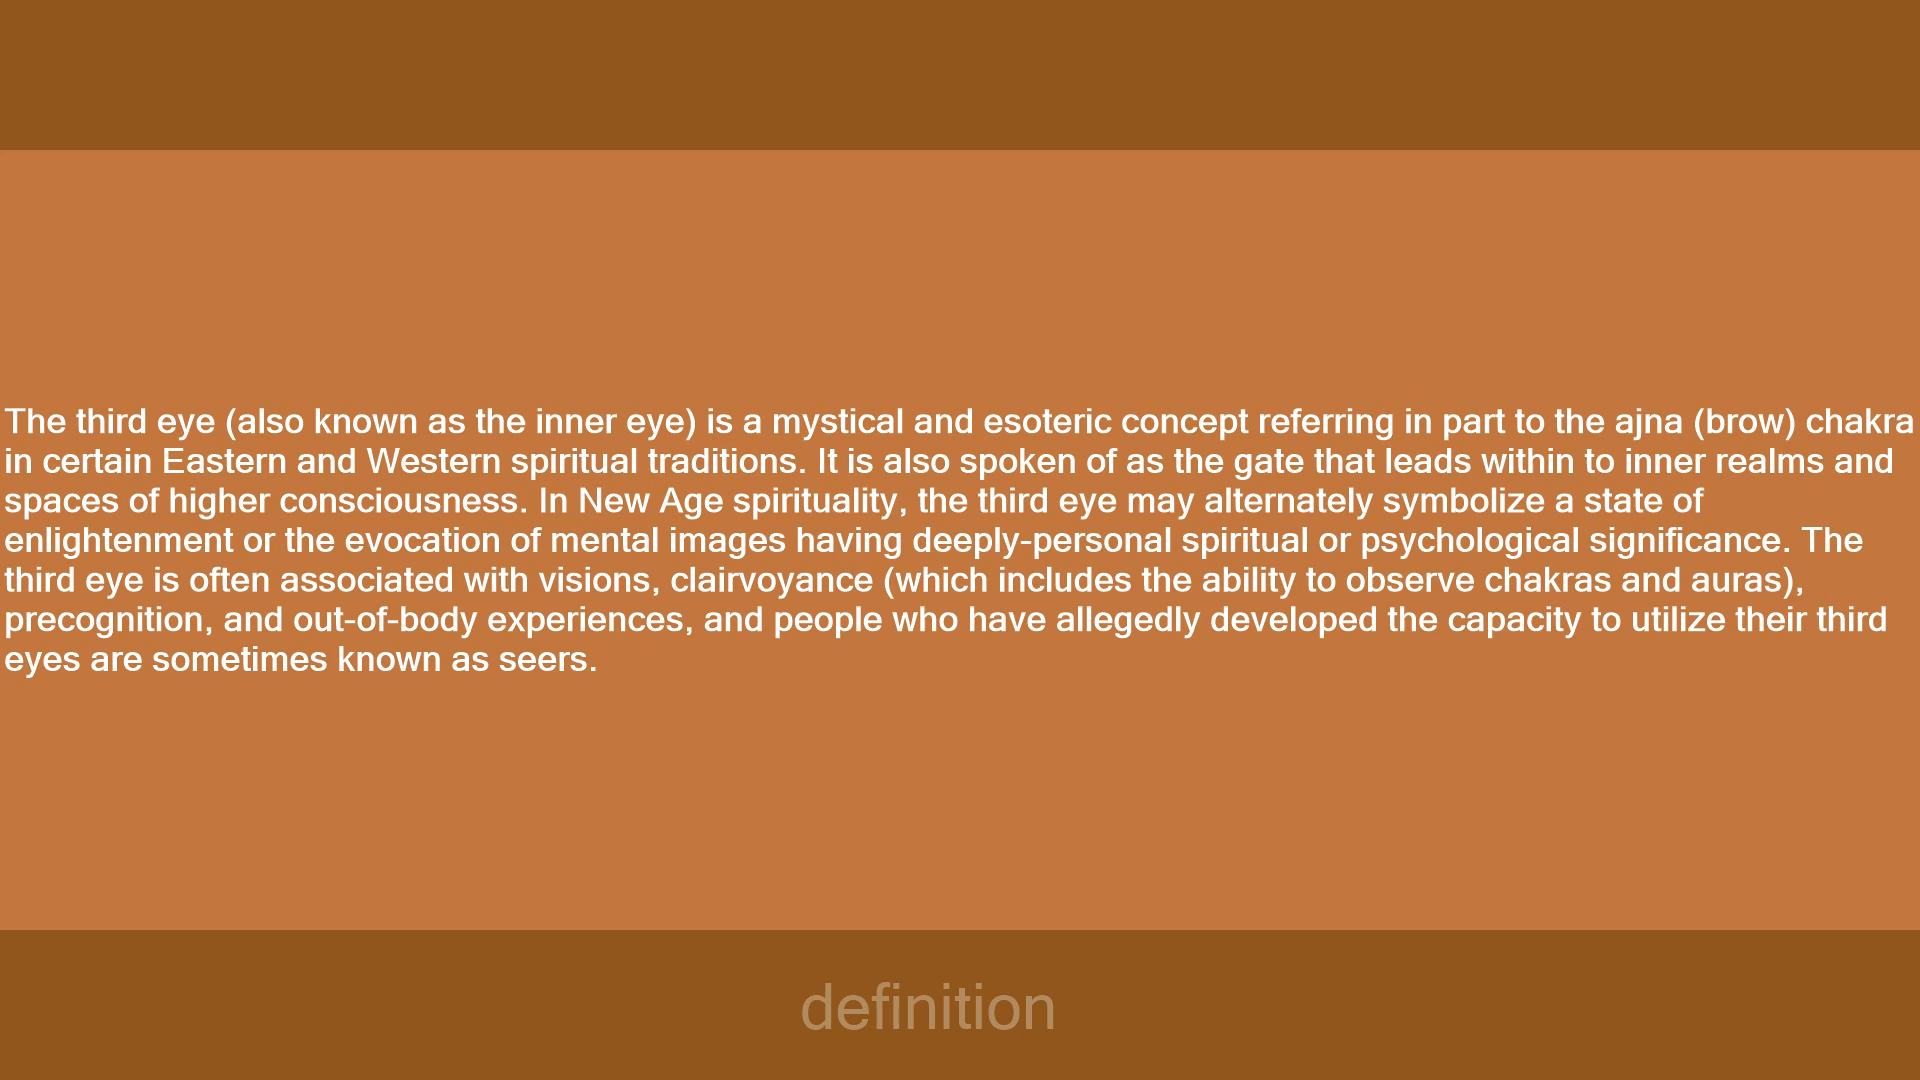 The third eye (also known as the inner eye) is a mystical and esoteric concept referring in part to the ajna (brow) chakra
in certain Eastern and Western spiritual traditions. It is also spoken of as the gate that leads within to inner realms and
spaces of higher consciousness. In New Age spirituality, the third eye may alternately symbolize a state of
enlightenment or the evocation of mental images having deeply-personal spiritual or psychological significance. The
third eye is often associated with visions, clairvoyance (which includes the ability to observe chakras and auras),
precognition, and out-of-body experiences, and people who have allegedly developed the capacity to utilize their third
eyes are sometimes known as seers.
definition